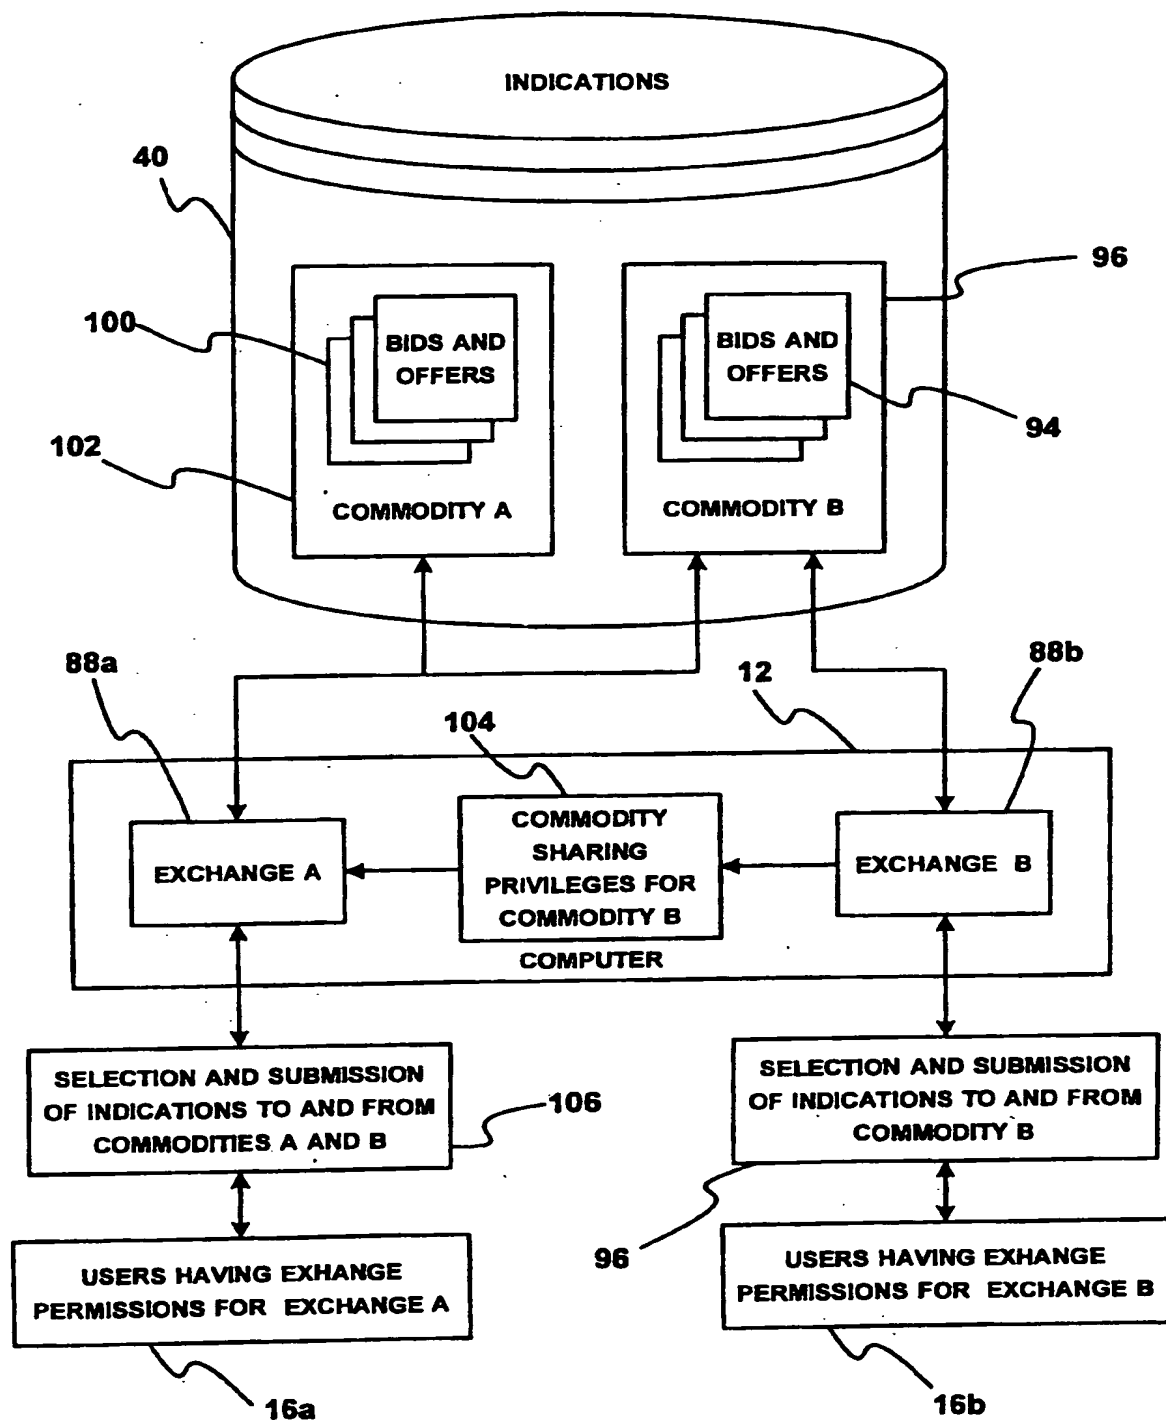 INDICATIONS
40
96
100
BIDS AND
OFFERS
BIDS AND
OFFERS
94
102
COMMODITY A
COMMODITY B
88a
12
88b
104
EXCHANGE A
COMMODITY
SHARING
PRIVILEGES FOR
COMMODITY B
EXCHANGE B
COMPUTER
SELECTION AND SUBMISSION
OF INDICATIONS TO AND FROM
COMMODITIES A AND B
106
SELECTION AND SUBMISSION
OF INDICATIONS TO AND FROM
COMMODITY B
96
USERS HAVING EXHANGE
PERMISSIONS FOR EXCHANGE A
USERS HAVING EXHANGE
PERMISSIONS FOR EXCHANGE B
16a
16b